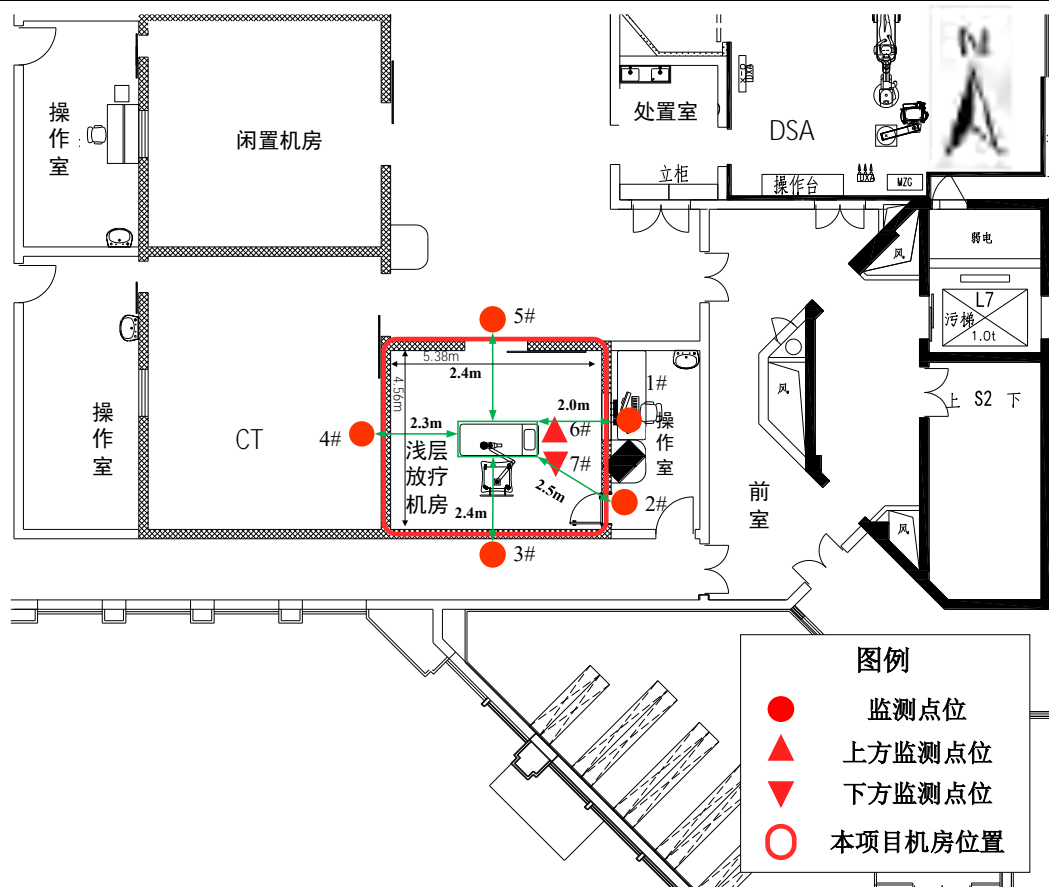 N
操作室
闲置机房
处置室
DSA
立柜
操作台
MZG
风
弱电
L7
污梯
1.0t
5#
5.38m
2.4m
4.56m
1#
2.0m
操作室
CT
4#
2.3m
6#
操作室
浅层
放疗
机房
7#
2.5m
2#
2.4m
3#
风
上 S2 下
前室
风
图例
监测点位
上方监测点位
下方监测点位
本项目机房位置